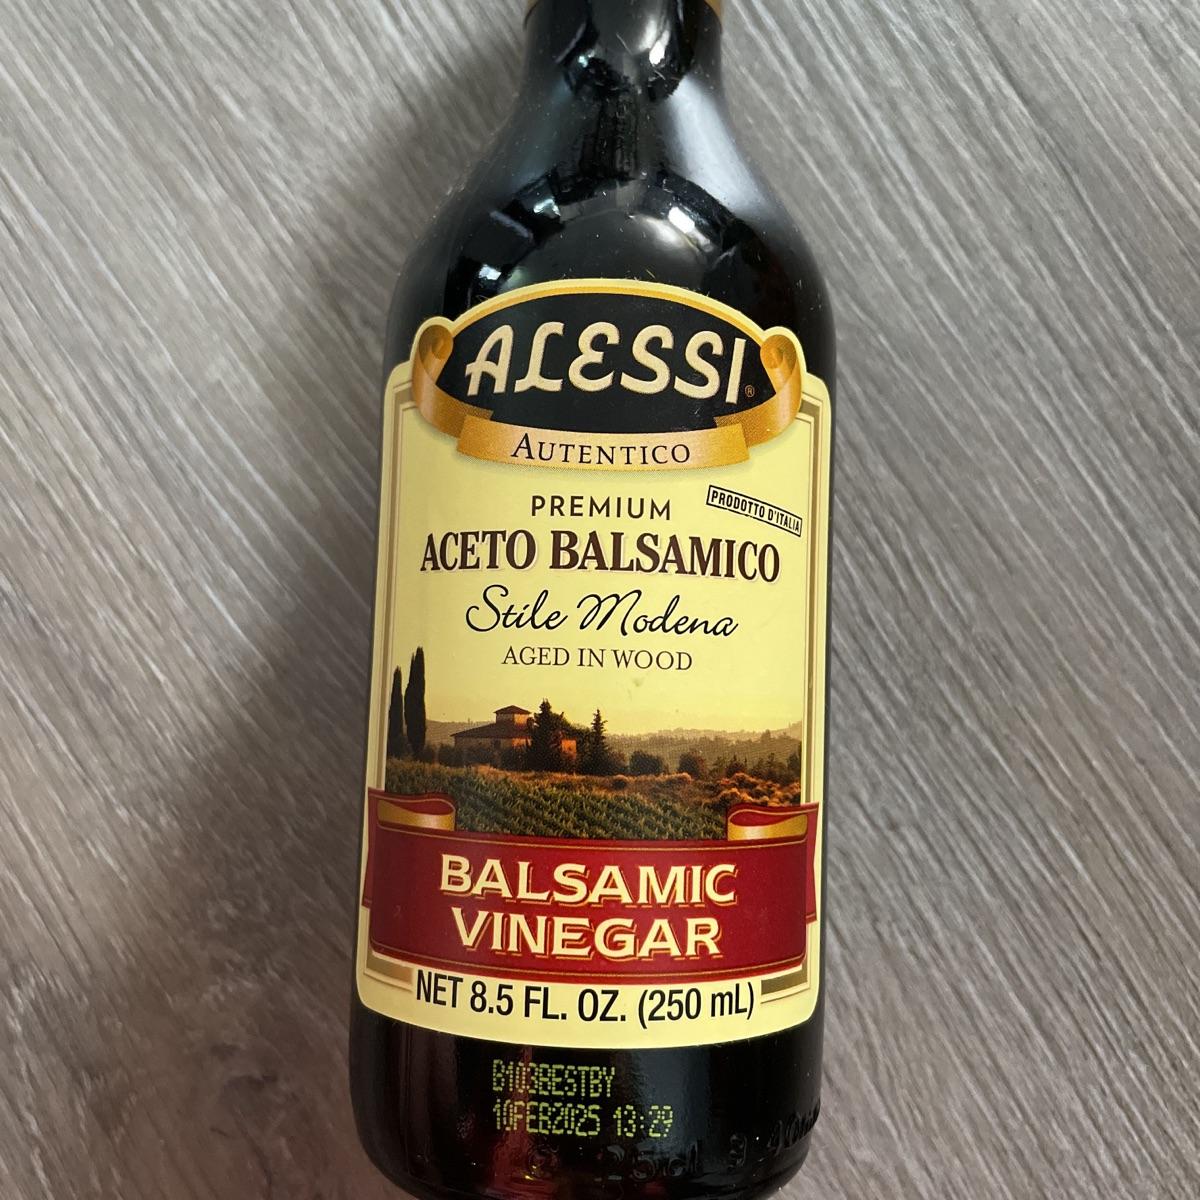 ALESSI®
AUTENTICO
PREMIUM
PRODOTTO D'ITALIA
ACETO BALSAMICO
Stile Modena
AGED IN WOOD
BALSAMIC
VINEGAR
NET 8.5 FL. OZ. (250 mL)
BESTBY
10FEB2025 13:29